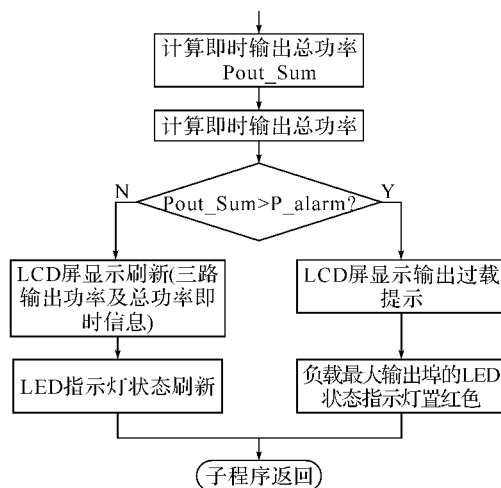 计算即时输出总功率
Pout_Sum
计算即时输出总功率
N
Pout_Sum>P_alarm?
Y
LCD屏显示刷新(三路
输出功率及总功率即
时信息)
LCD屏显示输出过载
提示
LED指示灯状态刷新
负载最大输出埠的LED
状态指示灯置红色
子程序返回